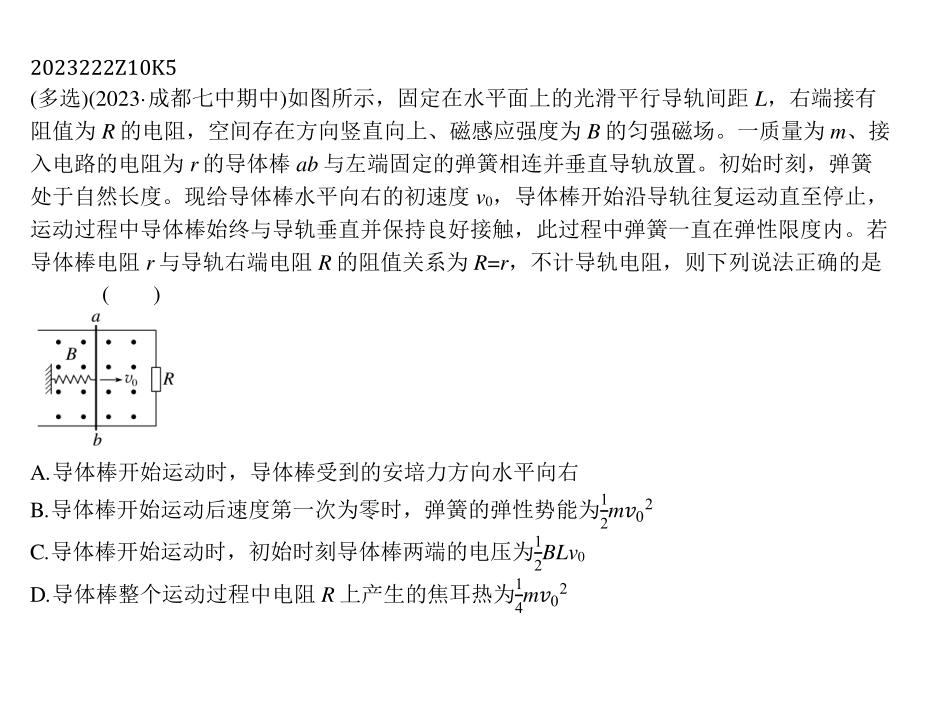 2023222Z10K5
(多选)(2023·成都七中期中)如图所示，固定在水平面上的光滑平行导轨间距 L，右端接有
阻值为 R 的电阻，空间存在方向竖直向上、磁感应强度为 B 的匀强磁场。一质量为 m、接
入电路的电阻为 r 的导体棒 ab 与左端固定的弹簧相连并垂直导轨放置。初始时刻，弹簧
处于自然长度。现给导体棒水平向右的初速度 v₀，导体棒开始沿导轨往复运动直至停止，
运动过程中导体棒始终与导轨垂直并保持良好接触，此过程中弹簧一直在弹性限度内。若
导体棒电阻 r 与导轨右端电阻 R 的阻值关系为 R=r，不计导轨电阻，则下列说法正确的是
(　　)
a
B
v₀
R
b
A.导体棒开始运动时，导体棒受到的安培力方向水平向右
B.导体棒开始运动后速度第一次为零时，弹簧的弹性势能为1/2mv₀²
C.导体棒开始运动时，初始时刻导体棒两端的电压为1/2BLv₀
D.导体棒整个运动过程中电阻 R 上产生的焦耳热为1/4mv₀²